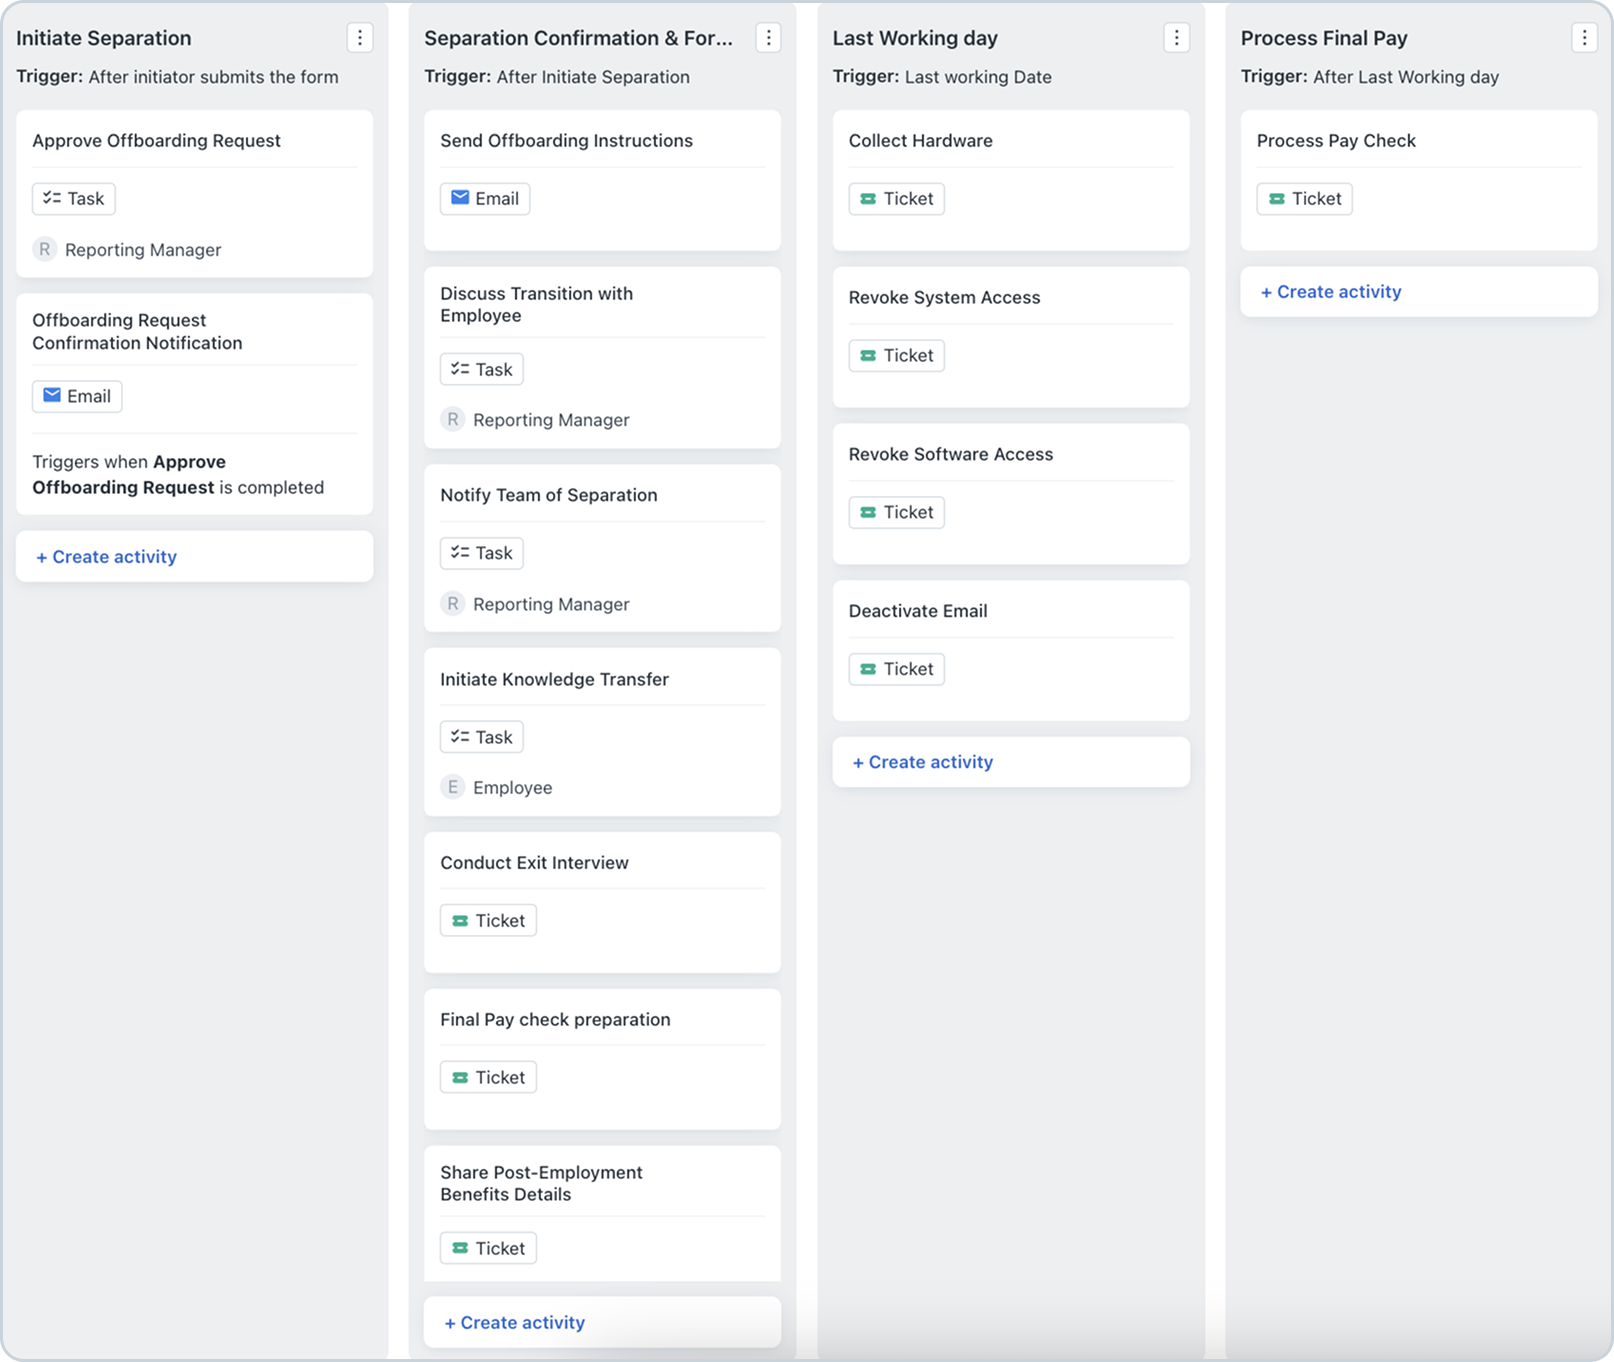 Initiate Separation
Trigger: After initiator submits the form
Approve Offboarding Request
Task
R Reporting Manager
Offboarding Request
Confirmation Notification
Email
Triggers when Approve
Offboarding Request is completed
+ Create activity
Separation Confirmation & For...
Trigger: After Initiate Separation
Send Offboarding Instructions
Email
Discuss Transition with
Employee
Task
R Reporting Manager
Notify Team of Separation
Task
R Reporting Manager
Initiate Knowledge Transfer
Task
E Employee
Conduct Exit Interview
Ticket
Final Pay check preparation
Ticket
Share Post-Employment
Benefits Details
Ticket
+ Create activity
Last Working day
Trigger: Last working Date
Collect Hardware
Ticket
Revoke System Access
Ticket
Revoke Software Access
Ticket
Deactivate Email
Ticket
+ Create activity
Process Final Pay
Trigger: After Last Working day
Process Pay Check
Ticket
+ Create activity